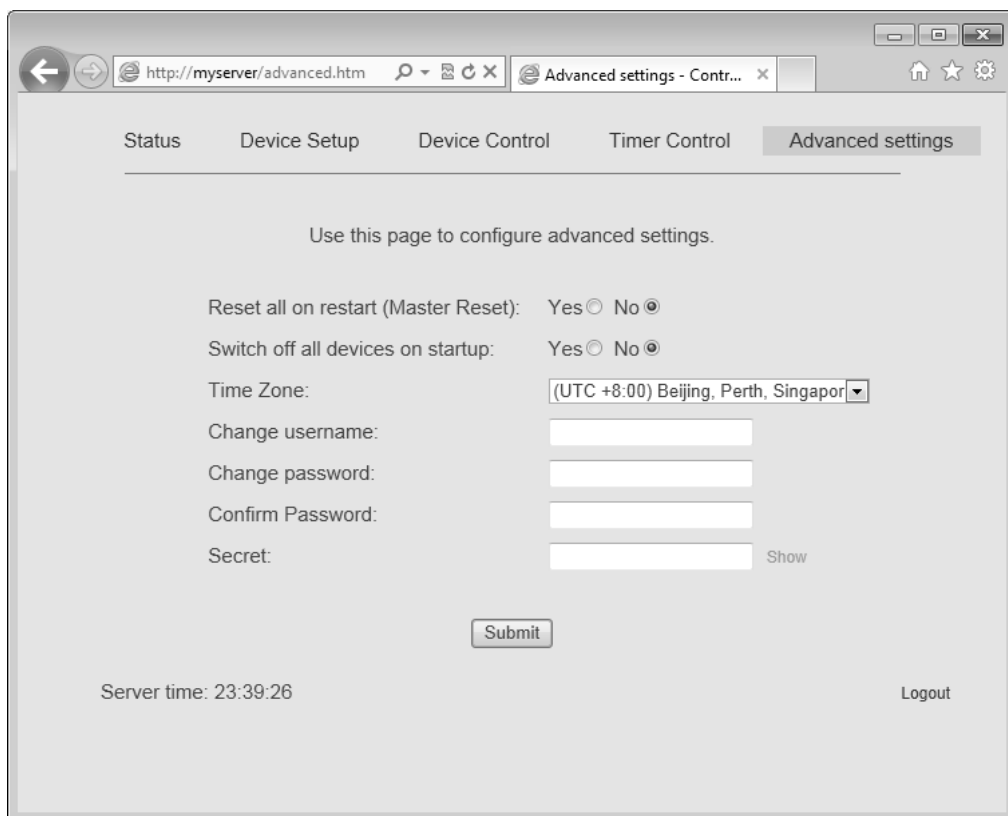 http://myserver/advanced.htm
Advanced settings - Contr...
Status Device Setup Device Control Timer Control Advanced settings
Use this page to configure advanced settings.
Reset all on restart (Master Reset): Yes No
Switch off all devices on startup: Yes No
Time Zone: (UTC +8:00) Beijing, Perth, Singapor
Change username:
Change password:
Confirm Password:
Secret: Show
Submit
Server time: 23:39:26 Logout